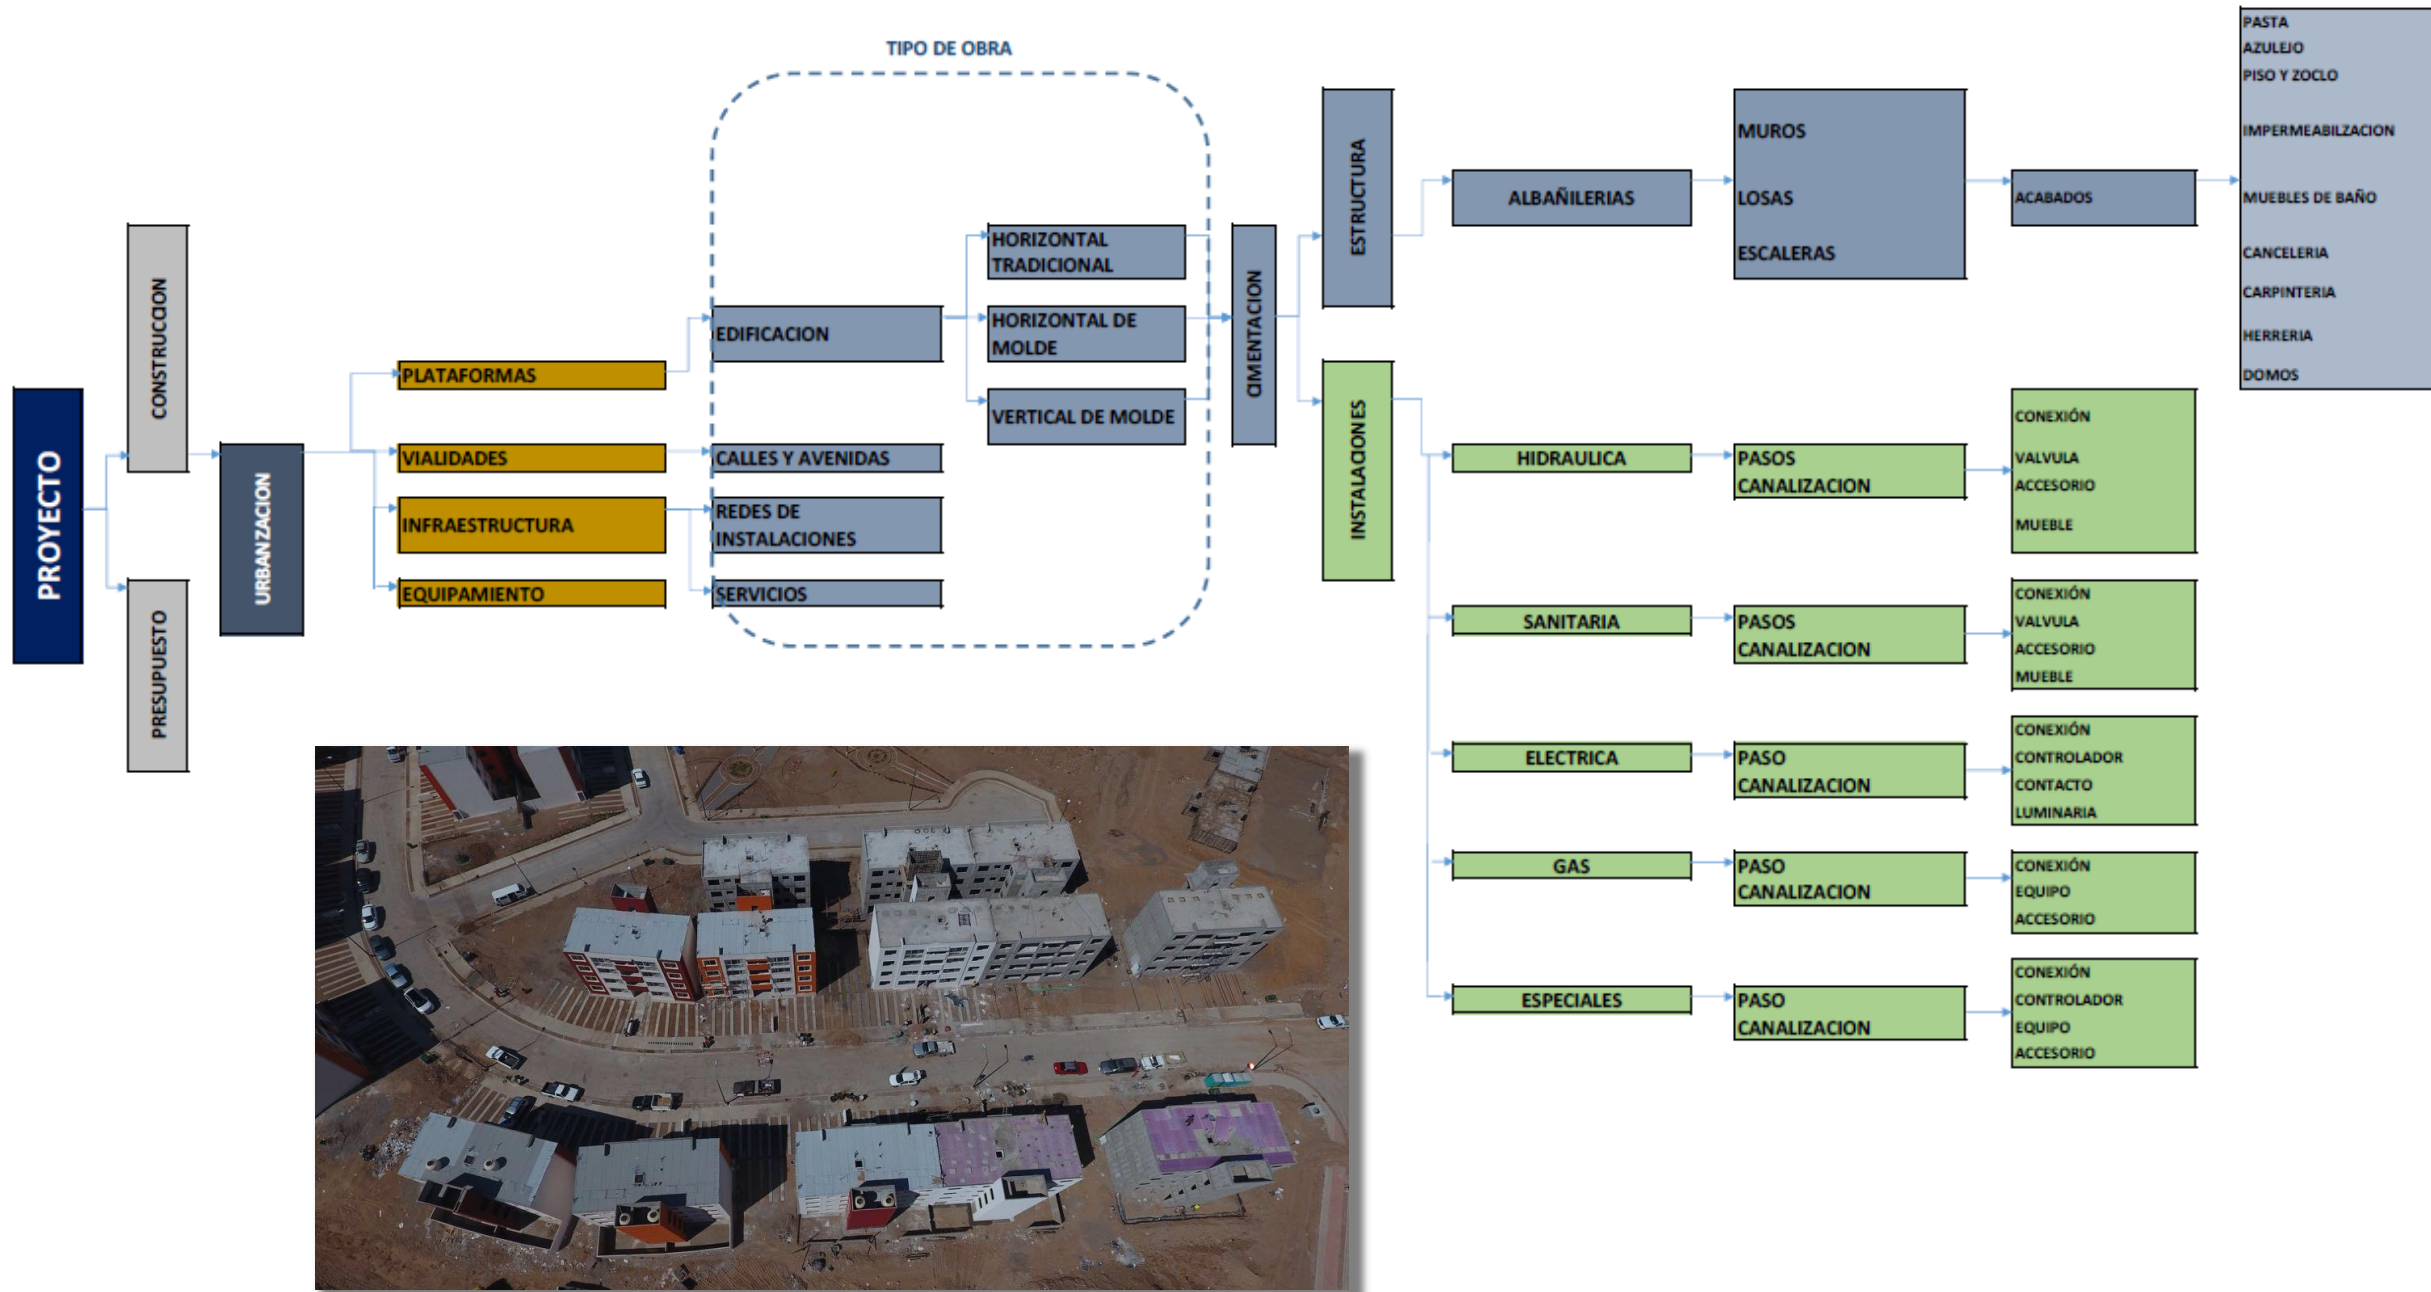 TIPO DE OBRA
PROYECTO
CONSTRUCCION
PRESUPUESTO
URBANZACION
PLATAFORMAS
VIALIDADES
INFRAESTRUCTURA
EQUIPAMIENTO
EDIFICACION
CALLES Y AVENIDAS
REDES DE
INSTALACIONES
SERVICIOS
HORIZONTAL
TRADICIONAL
HORIZONTAL DE
MOLDE
VERTICAL DE MOLDE
CIMENTACION
ESTRUCTURA
ALBAÑILERIAS
MUROS
LOSAS
ESCALERAS
ACABADOS
PASTA
AZULEJO
PISO Y ZOCLO
IMPERMEABILZACION
MUEBLES DE BAÑO
CANCELERIA
CARPINTERIA
HERRERIA
DOMOS
INSTALACIONES
HIDRAULICA
PASOS
CANALIZACION
CONEXIÓN
VALVULA
ACCESORIO
MUEBLE
SANITARIA
PASOS
CANALIZACION
CONEXIÓN
VALVULA
ACCESORIO
MUEBLE
ELECTRICA
PASO
CANALIZACION
CONEXIÓN
CONTROLADOR
CONTACTO
LUMINARIA
GAS
PASO
CANALIZACION
CONEXIÓN
EQUIPO
ACCESORIO
ESPECIALES
PASO
CANALIZACION
CONEXIÓN
CONTROLADOR
EQUIPO
ACCESORIO